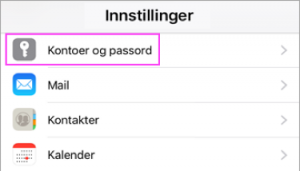 Innstillinger
Kontoer og passord
Mail
Kontakter
Kalender